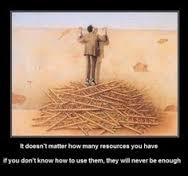 It doesn't matter how many resources you have
if you don't know how to use them, they will never be enough